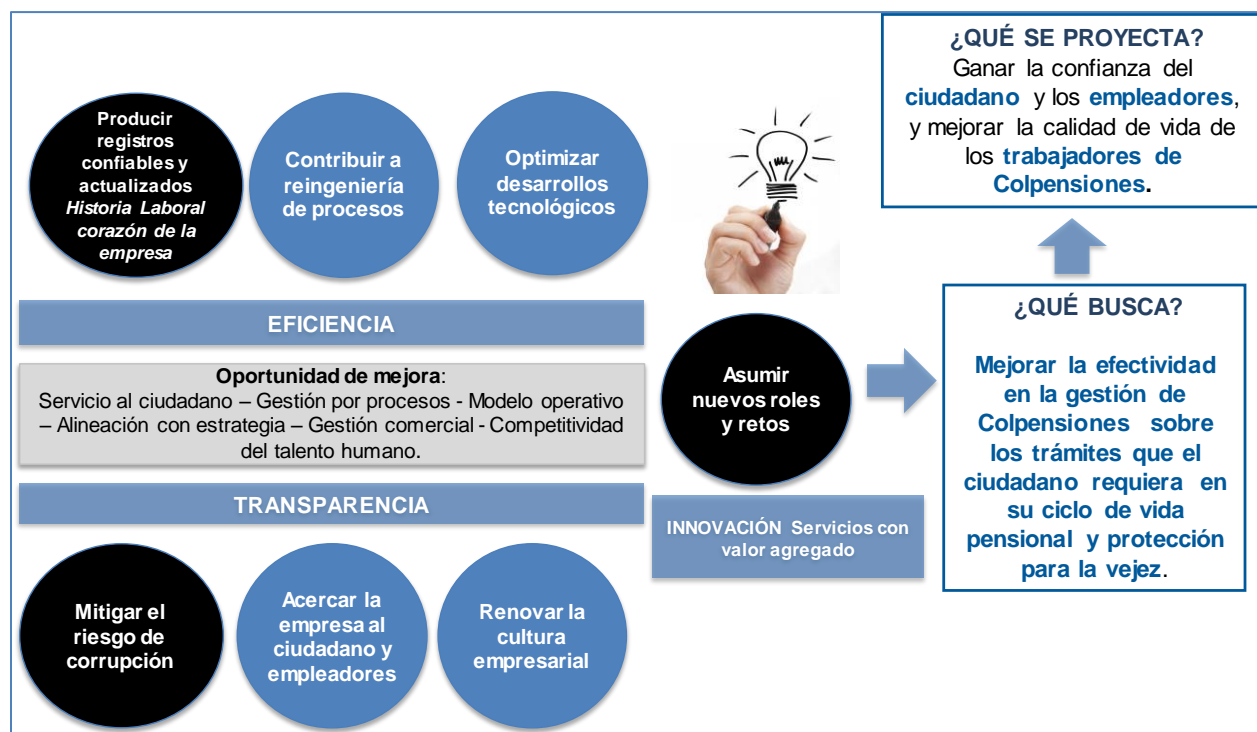 Producir
registros
confiables y
actualizados
Historia Laboral
corazón de la
empresa
Contribuir a
reingeniería
de procesos
Optimizar
desarrollos
tecnológicos
EFICIENCIA
Oportunidad de mejora:
Servicio al ciudadano – Gestión por procesos - Modelo operativo
– Alineación con estrategia – Gestión comercial - Competitividad
del talento humano.
TRANSPARENCIA
Mitigar el
riesgo de
corrupción
Acercar la
empresa al
ciudadano y
empleadores
Renovar la
cultura
empresarial
Asumir
nuevos roles
y retos
INNOVACIÓN Servicios con
valor agregado
¿QUÉ BUSCA?
Mejorar la efectividad
en la gestión de
Colpensiones sobre
los trámites que el
ciudadano requiera en
su ciclo de vida
pensional y protección
para la vejez.
¿QUÉ SE PROYECTA?
Ganar la confianza del
ciudadano y los empleadores,
y mejorar la calidad de vida de
los trabajadores de
Colpensiones.